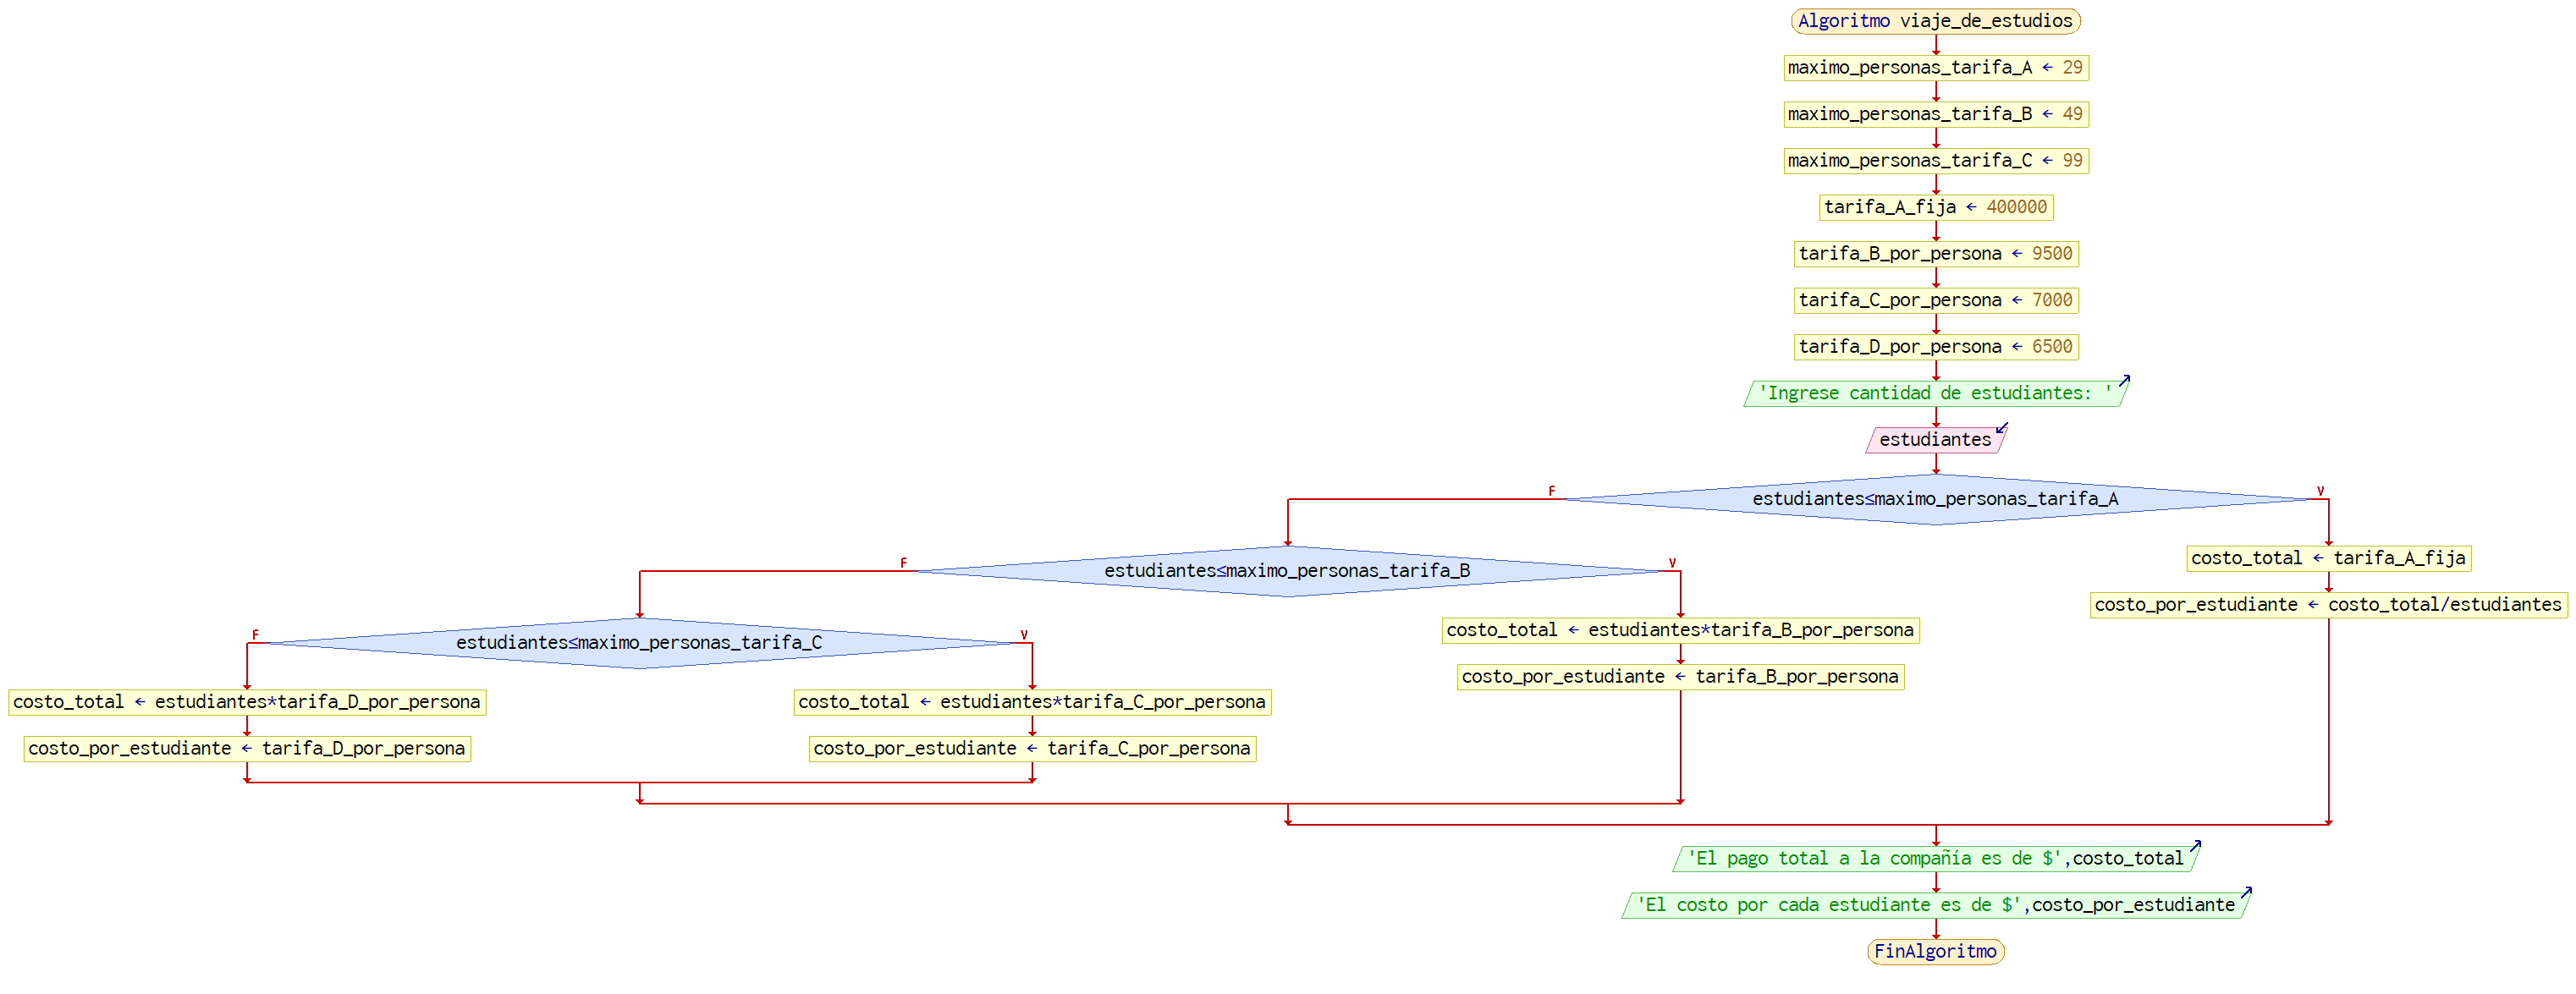 Algoritmo viaje_de_estudios
maximo_personas_tarifa_A ← 29
maximo_personas_tarifa_B ← 49
maximo_personas_tarifa_C ← 99
tarifa_A_fija ← 400000
tarifa_B_por_persona ← 9500
tarifa_C_por_persona ← 7000
tarifa_D_por_persona ← 6500
'Ingrese cantidad de estudiantes: '
estudiantes
F
estudiantes≤maximo_personas_tarifa_A
V
F
estudiantes≤maximo_personas_tarifa_B
V
costo_total ← tarifa_A_fija
costo_por_estudiante ← costo_total/estudiantes
F
estudiantes≤maximo_personas_tarifa_C
V
costo_total ← estudiantes*tarifa_B_por_persona
costo_por_estudiante ← tarifa_B_por_persona
costo_total ← estudiantes*tarifa_D_por_persona
costo_por_estudiante ← tarifa_D_por_persona
costo_total ← estudiantes*tarifa_C_por_persona
costo_por_estudiante ← tarifa_C_por_persona
'El pago total a la compañía es de $',costo_total
'El costo por cada estudiante es de $',costo_por_estudiante
FinAlgoritmo